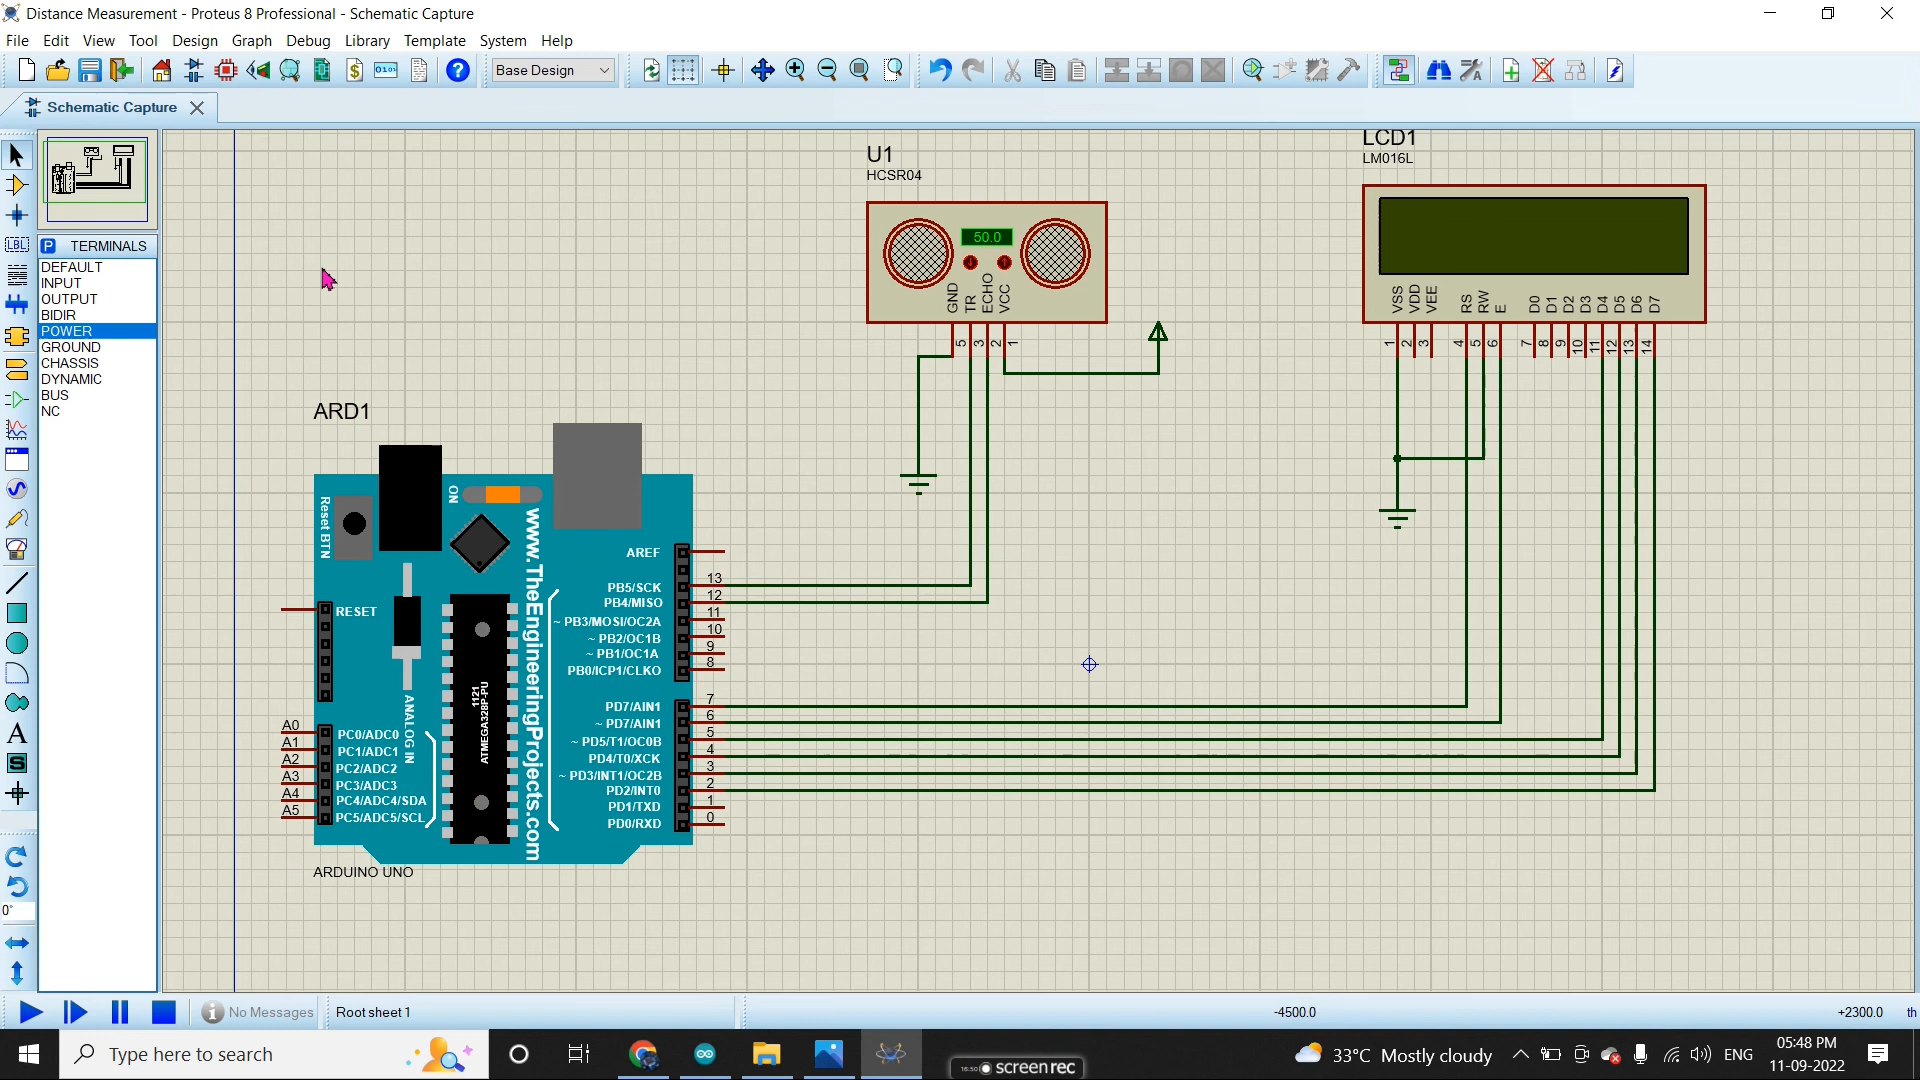 Distance Measurement - Proteus 8 Professional - Schematic Capture
File Edit View Tool Design Graph Debug Library Template System Help
Base Design
Schematic Capture
P TERMINALS
DEFAULT
INPUT
OUTPUT
BIDIR
POWER
GROUND
CHASSIS
DYNAMIC
BUS
NC
LBL
A
S
0°
U1
HCSR04
50.0
GND
TR
ECHO
VCC
5 3 2 1
LCD1
LM016L
VSS VDD VEE RS RW E D0 D1 D2 D3 D4 D5 D6 D7
1 2 3 4 5 6 7 8 9 10 11 12 13 14
ARD1
Reset BTN
ON
www.TheEngineeringProjects.com
AREF
PB5/SCK 13
PB4/MISO 12
~ PB3/MOSI/OC2A 11
~ PB2/OC1B 10
~ PB1/OC1A 9
PB0/ICP1/CLKO 8
RESET
1121
ATMEGA328P-PU
ANALOG IN
PD7/AIN1 7
~ PD7/AIN1 6
~ PD5/T1/OC0B 5
PD4/T0/XCK 4
~ PD3/INT1/OC2B 3
PD2/INT0 2
PD1/TXD 1
PD0/RXD 0
A0 PC0/ADC0
A1 PC1/ADC1
A2 PC2/ADC2
A3 PC3/ADC3
A4 PC4/ADC4/SDA
A5 PC5/ADC5/SCL
ARDUINO UNO
No Messages
Root sheet 1
-4500.0
+2300.0
th
Type here to search
screenrec
33°C Mostly cloudy
ENG
05:48 PM
11-09-2022